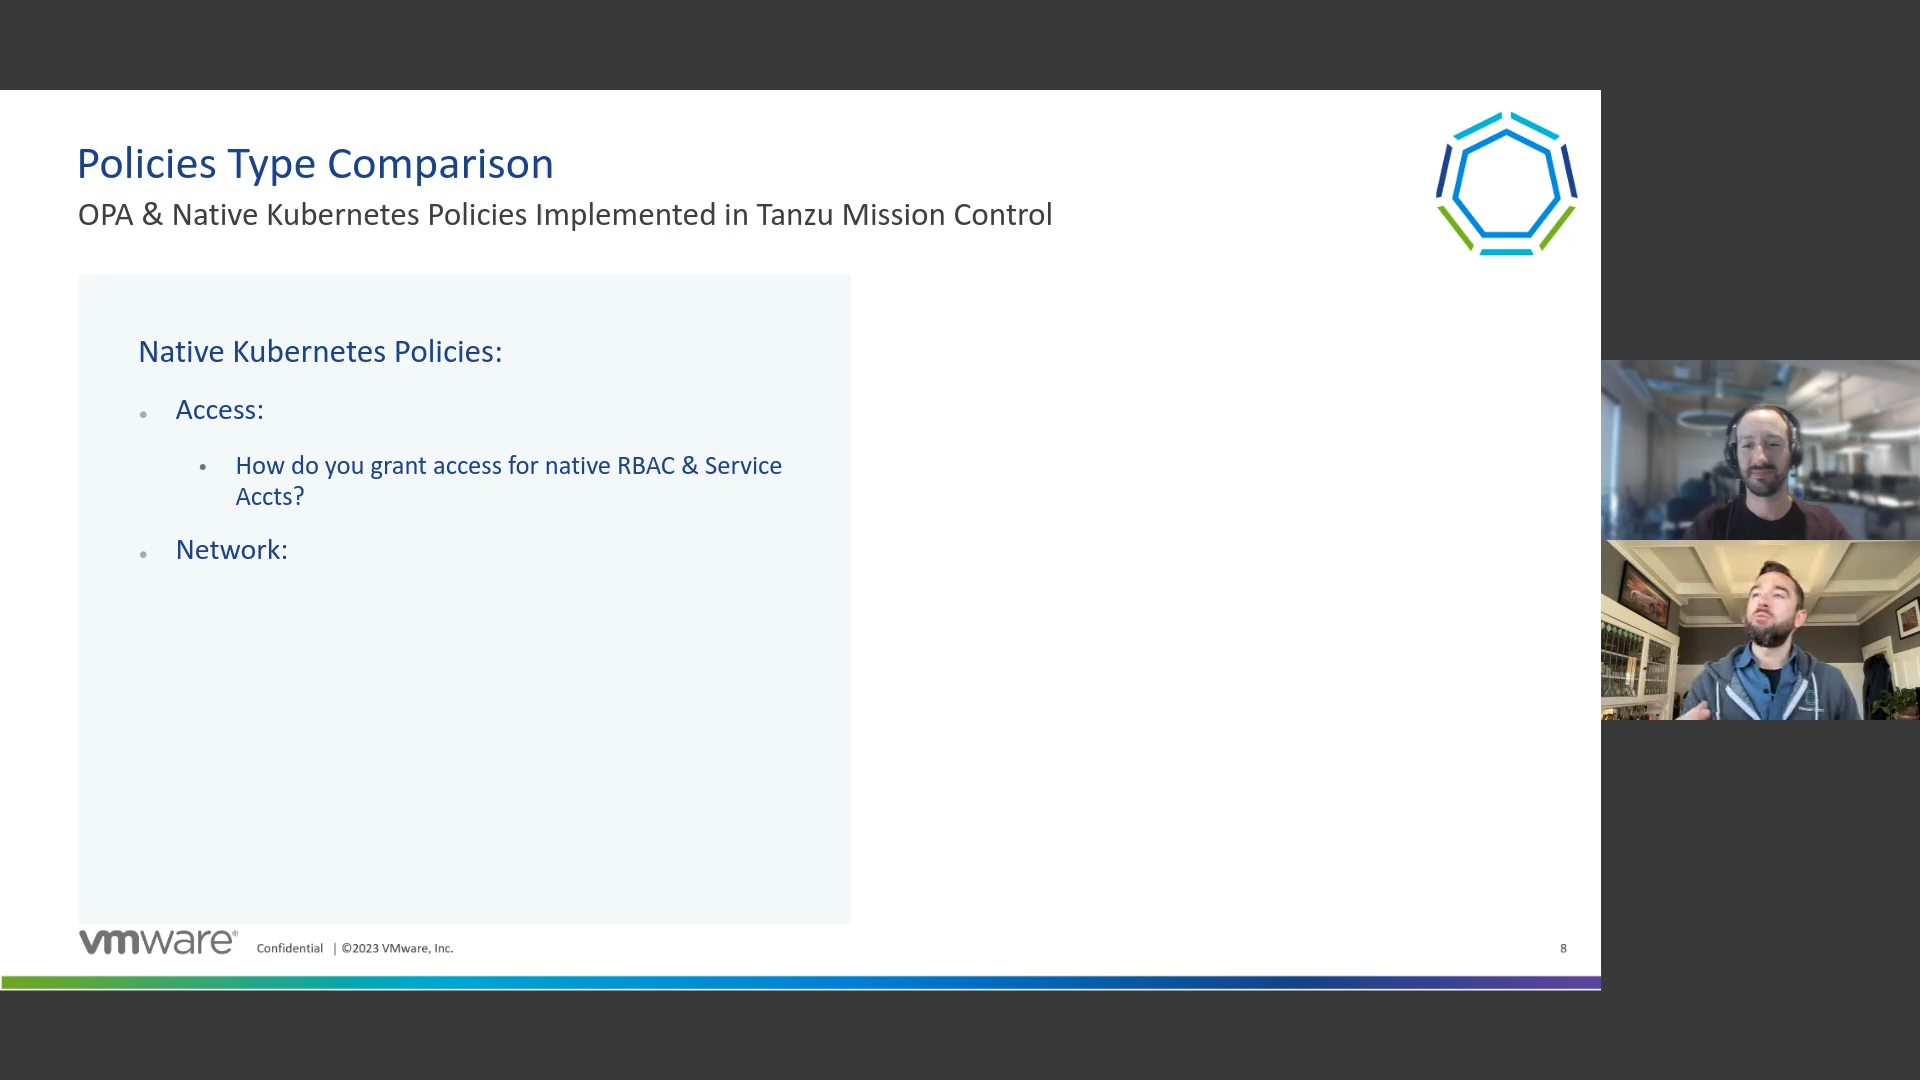 Policies Type Comparison
OPA & Native Kubernetes Policies Implemented in Tanzu Mission Control
Native Kubernetes Policies:
• Access:
• How do you grant access for native RBAC & Service
Accts?
• Network:
vmware® Confidential | ©2023 VMware, Inc.
8